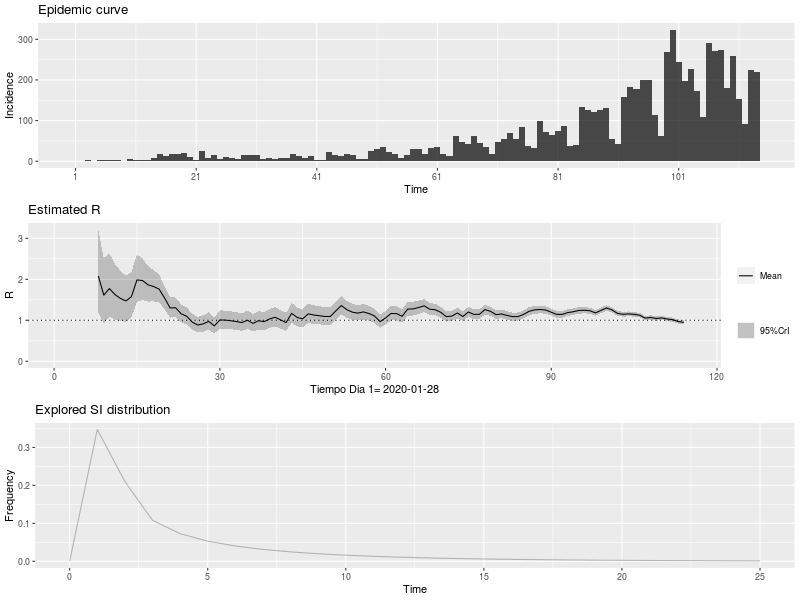 Epidemic curve
Incidence
300
200
100
0
1 21 41 61 81 101
Time
Estimated R
R
3
2
1
0
0 30 60 90 120
Tiempo Dia 1= 2020-01-28
Mean
95%CrI
Explored SI distribution
Frequency
0.3
0.2
0.1
0.0
0 5 10 15 20 25
Time